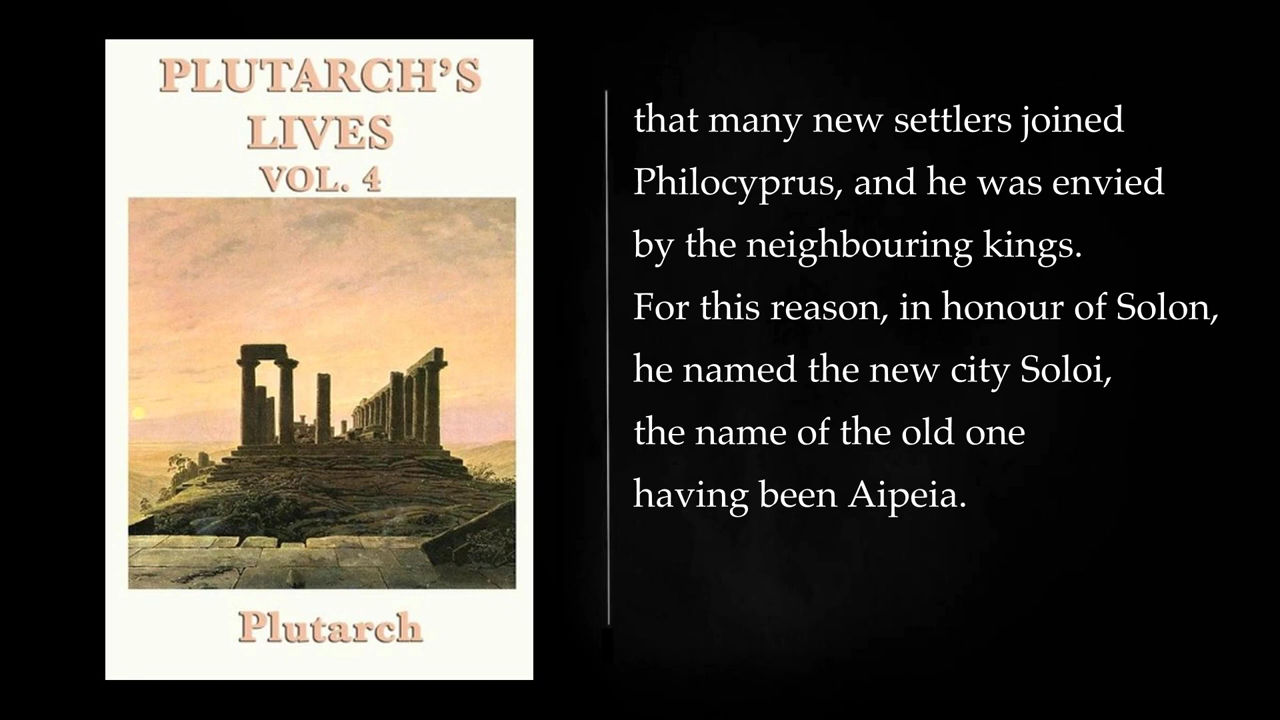 PLUTARCH'S
LIVES
VOL. 4
Plutarch
that many new settlers joined
Philocyprus, and he was envied
by the neighbouring kings.
For this reason, in honour of Solon,
he named the new city Soloi,
the name of the old one
having been Aipeia.